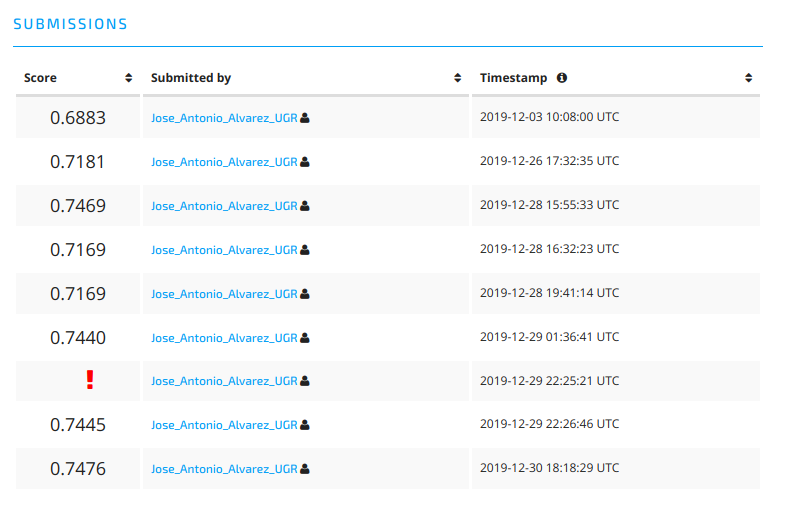 SUBMISSIONS
Score Submitted by Timestamp
0.6883 Jose_Antonio_Alvarez_UGR 2019-12-03 10:08:00 UTC
0.7181 Jose_Antonio_Alvarez_UGR 2019-12-26 17:32:35 UTC
0.7469 Jose_Antonio_Alvarez_UGR 2019-12-28 15:55:33 UTC
0.7169 Jose_Antonio_Alvarez_UGR 2019-12-28 16:32:23 UTC
0.7169 Jose_Antonio_Alvarez_UGR 2019-12-28 19:41:14 UTC
0.7440 Jose_Antonio_Alvarez_UGR 2019-12-29 01:36:41 UTC
! Jose_Antonio_Alvarez_UGR 2019-12-29 22:25:21 UTC
0.7445 Jose_Antonio_Alvarez_UGR 2019-12-29 22:26:46 UTC
0.7476 Jose_Antonio_Alvarez_UGR 2019-12-30 18:18:29 UTC